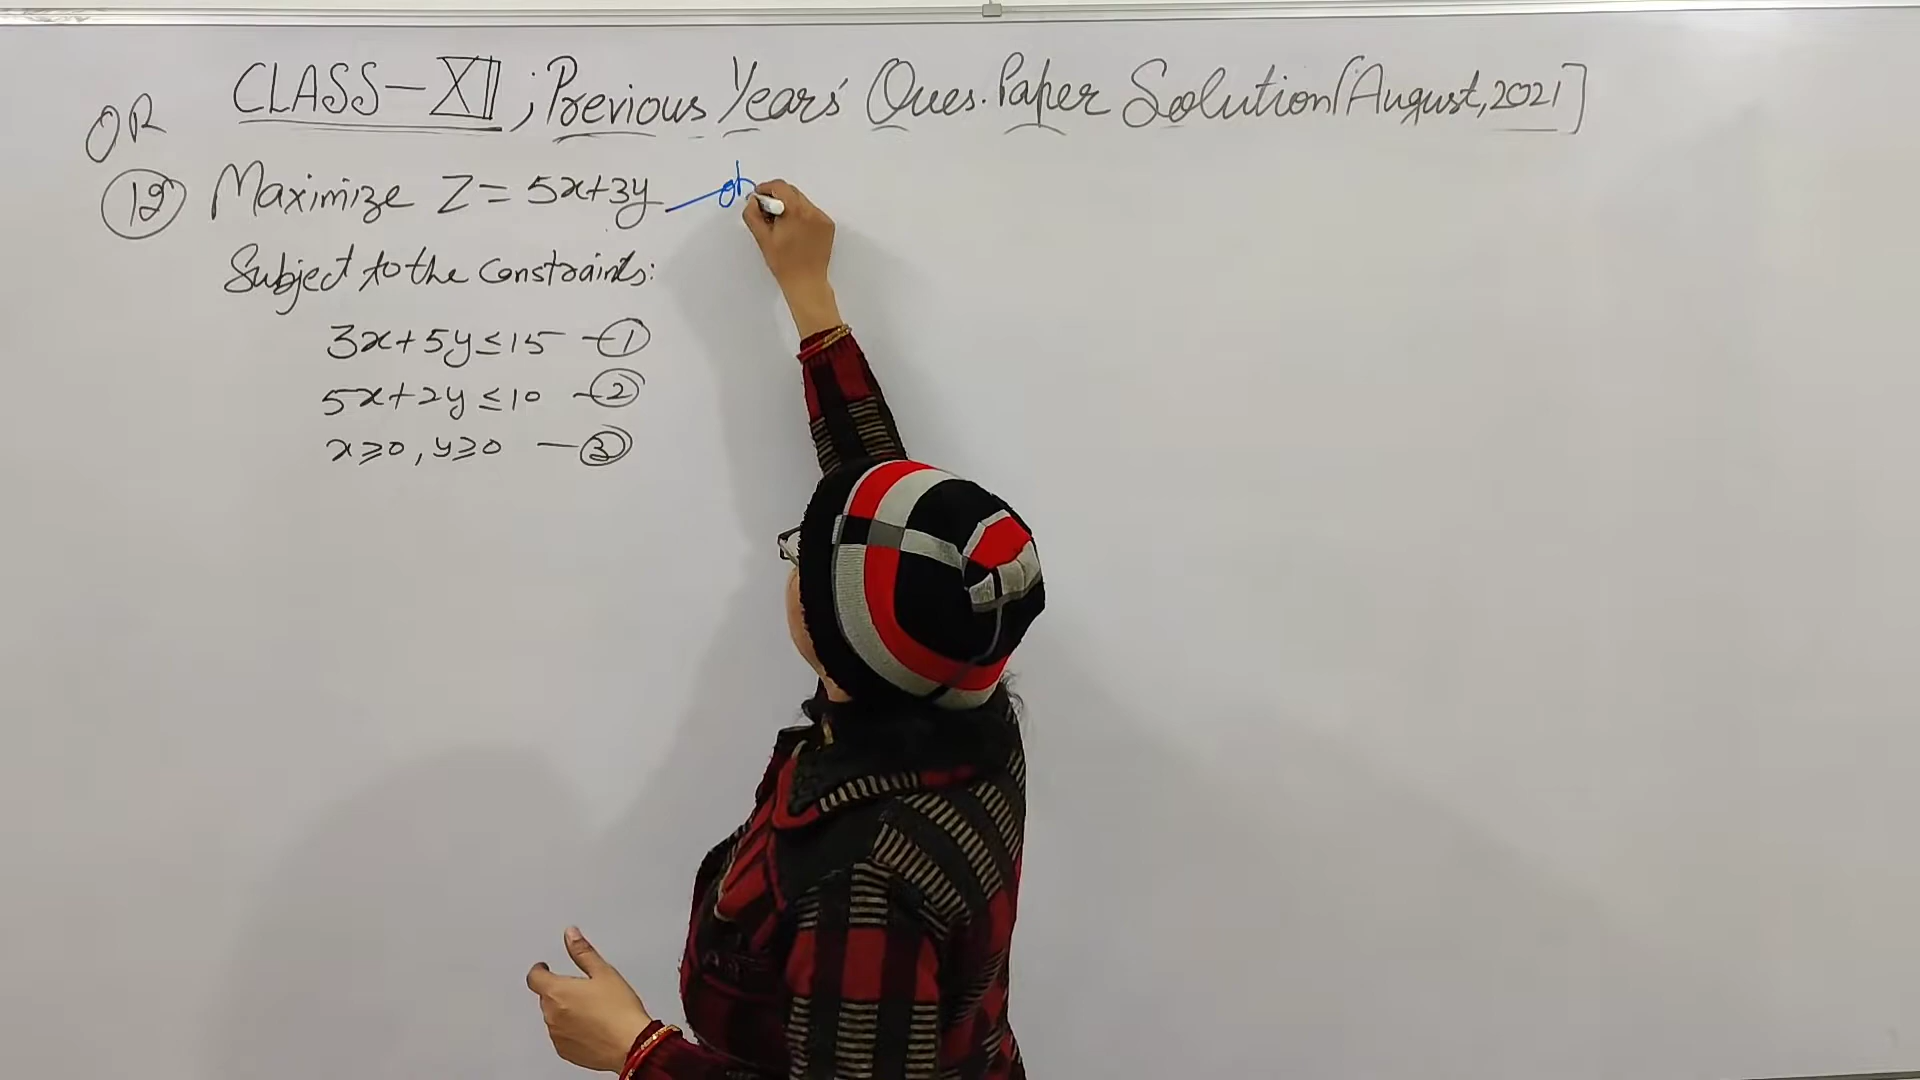 CLASS-XII; Previous Years' Ques. Paper Solution [August, 2021]
OR
12 Maximize Z = 5x+3y ob
Subject to the Constraints:
3x+5y≤15 -1
5x+2y≤10 -2
x≥0, y≥0 -3